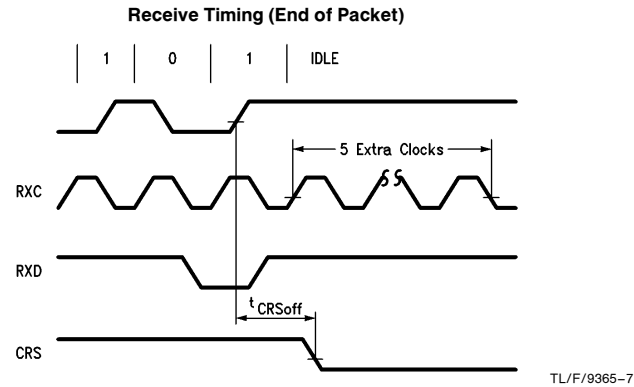 Receive Timing (End of Packet)
1 0 1 IDLE
5 Extra Clocks
RXC
RXD
tCRSoff
CRS
TL/F/9365–7